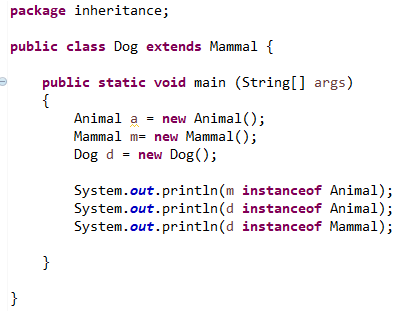 package inheritance;
public class Dog extends Mammal {
public static void main (String[] args)
{
Animal a = new Animal();
Mammal m= new Mammal();
Dog d = new Dog();
System.out.println(m instanceof Animal);
System.out.println(d instanceof Animal);
System.out.println(d instanceof Mammal);
}
}